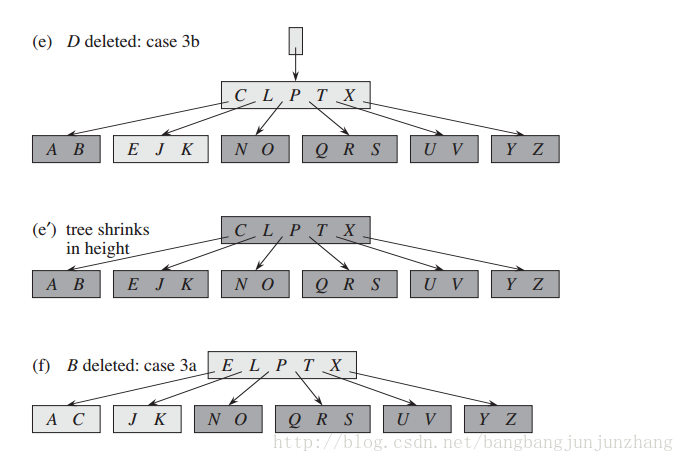 (e) D deleted: case 3b
C L P T X
A B E J K N O Q R S U V Y Z
(e′) tree shrinks
in height
C L P T X
A B E J K N O Q R S U V Y Z
(f) B deleted: case 3a
E L P T X
A C J K N O Q R S U V Y Z
http://blog.csdn.net/bangbangjunjunzhang